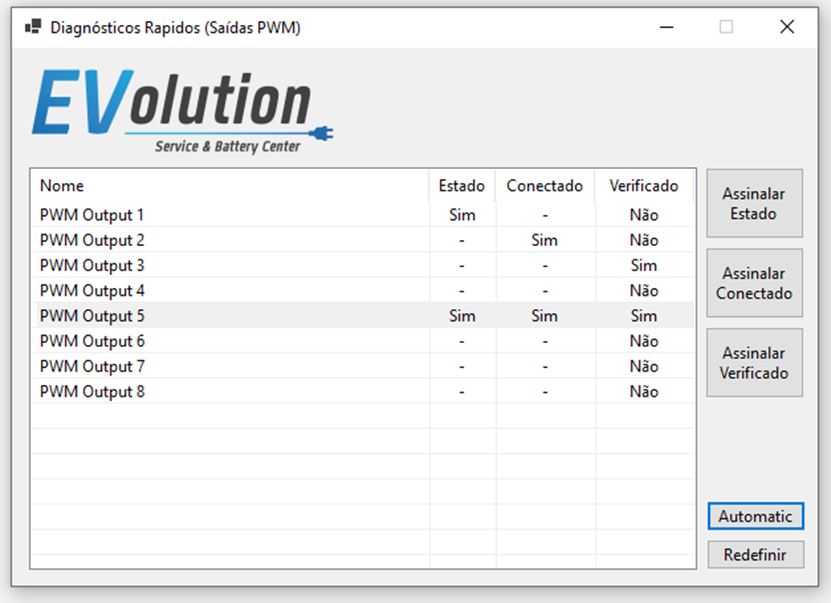 Diagnósticos Rapidos (Saídas PWM)
EVolution
Service & Battery Center
Nome Estado Conectado Verificado
PWM Output 1 Sim - Não
PWM Output 2 - Sim Não
PWM Output 3 - - Sim
PWM Output 4 - - Não
PWM Output 5 Sim Sim Sim
PWM Output 6 - - Não
PWM Output 7 - - Não
PWM Output 8 - - Não
Assinalar
Estado
Assinalar
Conectado
Assinalar
Verificado
Automatic
Redefinir